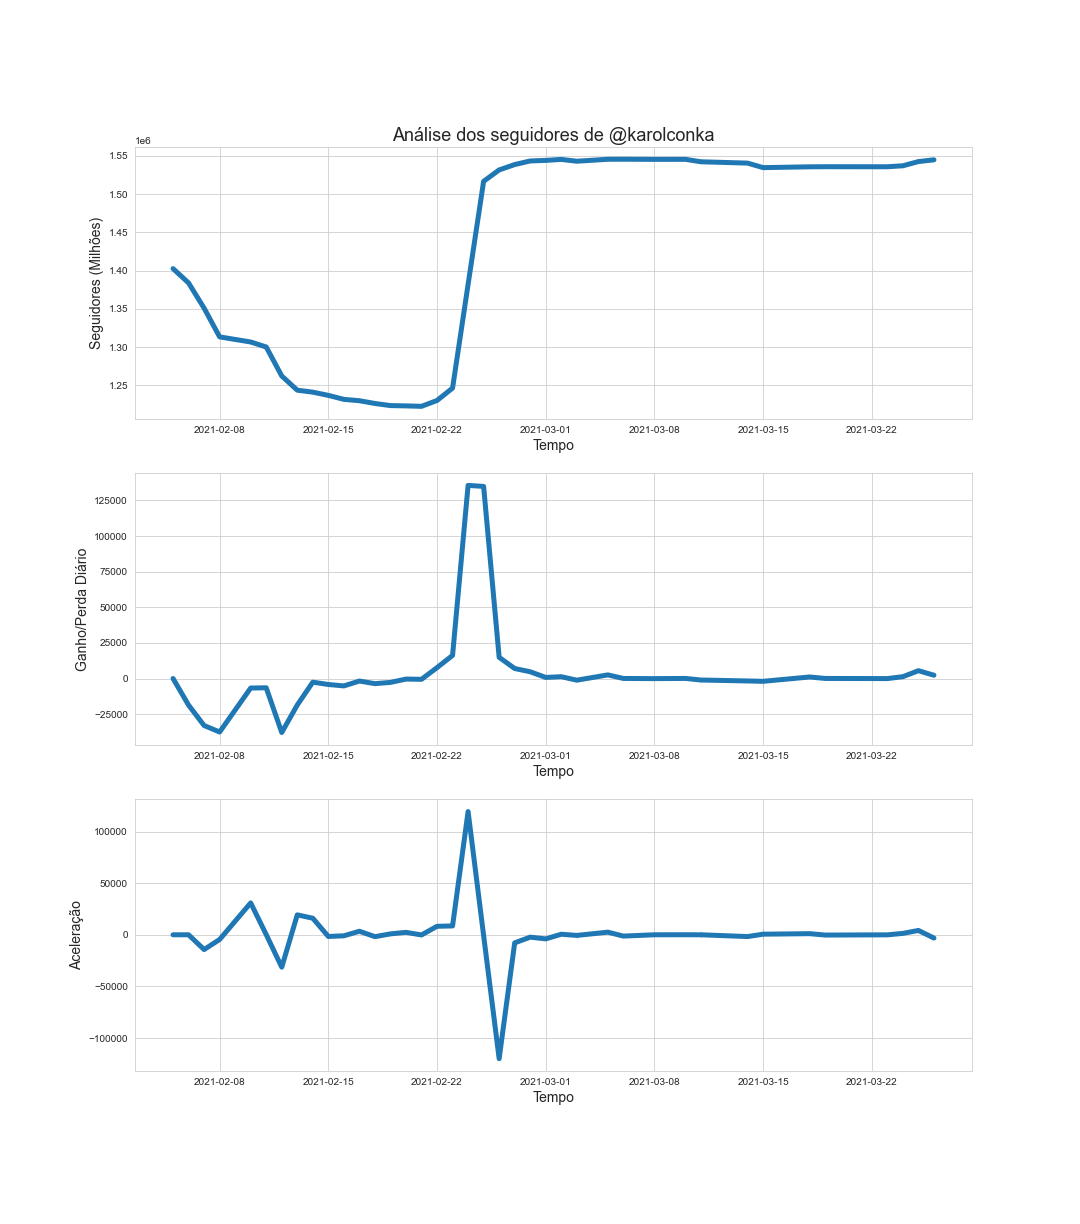 Análise dos seguidores de @karolconka
1e6
1.55
1.50
1.45
1.40
1.35
1.30
1.25
Seguidores (Milhões)
2021-02-08 2021-02-15 2021-02-22 2021-03-01 2021-03-08 2021-03-15 2021-03-22
Tempo
125000
100000
75000
50000
25000
0
−25000
Ganho/Perda Diário
2021-02-08 2021-02-15 2021-02-22 2021-03-01 2021-03-08 2021-03-15 2021-03-22
Tempo
100000
50000
0
−50000
−100000
Aceleração
2021-02-08 2021-02-15 2021-02-22 2021-03-01 2021-03-08 2021-03-15 2021-03-22
Tempo